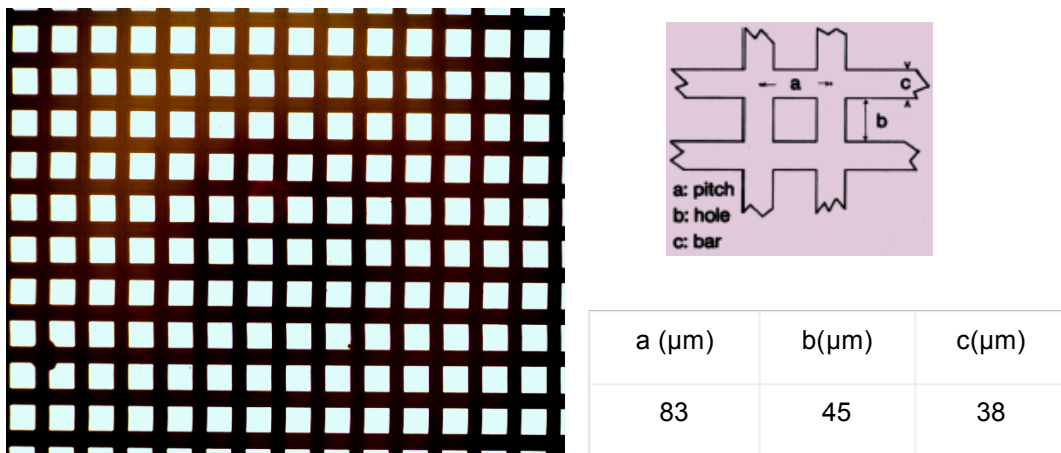 a
c
b
a: pitch
b: hole
c: bar
a (μm) b(μm) c(μm)
83 45 38